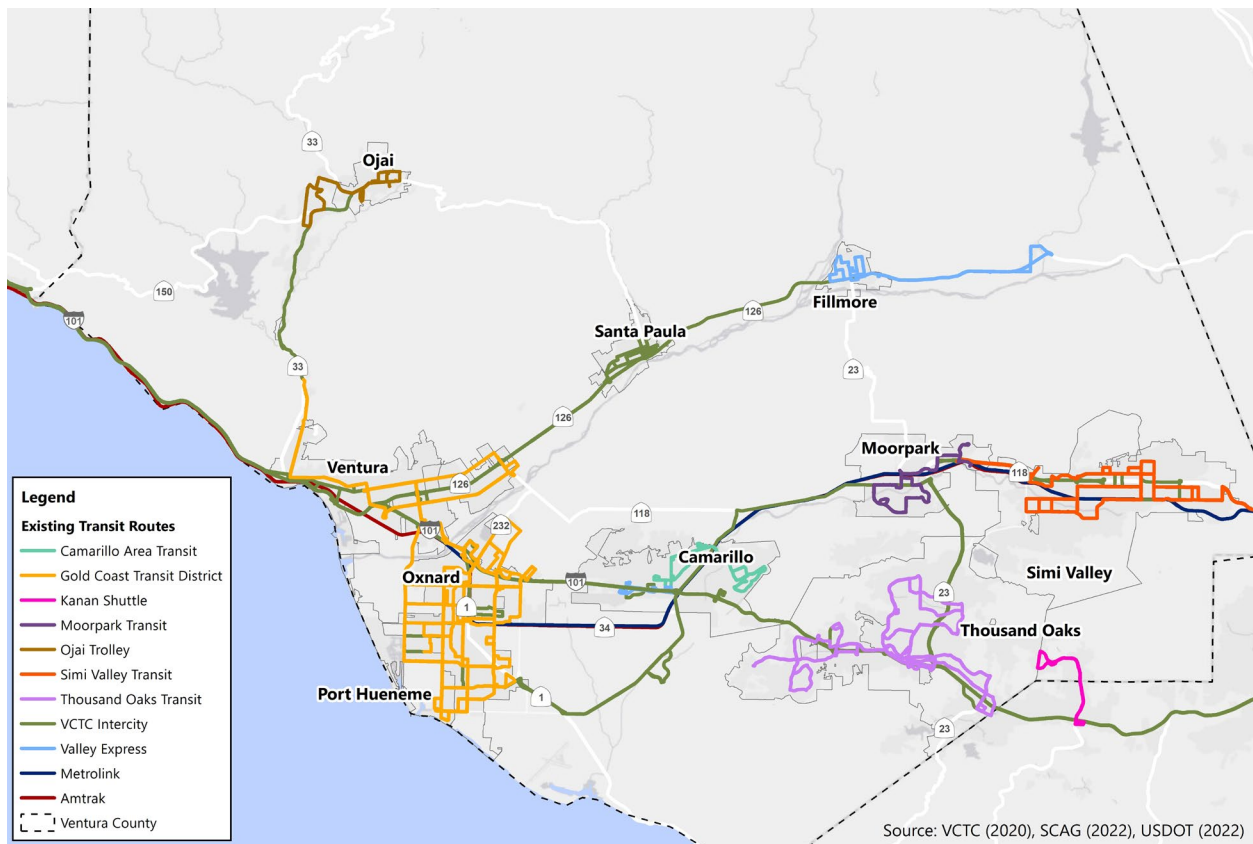 33
Ojai
150
101
33
Fillmore
126
Santa Paula
23
126
Moorpark
118
Ventura
126
232
118
101
Camarillo
Oxnard
101
Simi Valley
1
34
23
Thousand Oaks
Port Hueneme
1
23
Legend
Existing Transit Routes
Camarillo Area Transit
Gold Coast Transit District
Kanan Shuttle
Moorpark Transit
Ojai Trolley
Simi Valley Transit
Thousand Oaks Transit
VCTC Intercity
Valley Express
Metrolink
Amtrak
Ventura County
Source: VCTC (2020), SCAG (2022), USDOT (2022)